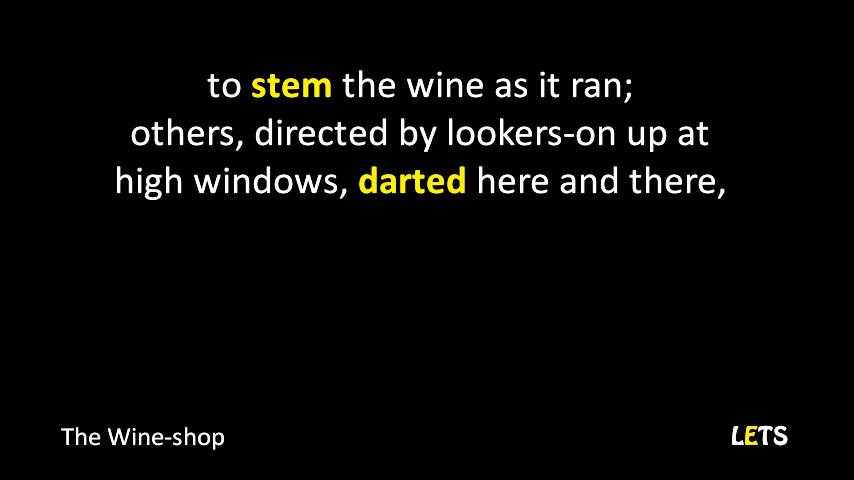 to stem the wine as it ran;
others, directed by lookers-on up at
high windows, darted here and there,
The Wine-shop
LETS